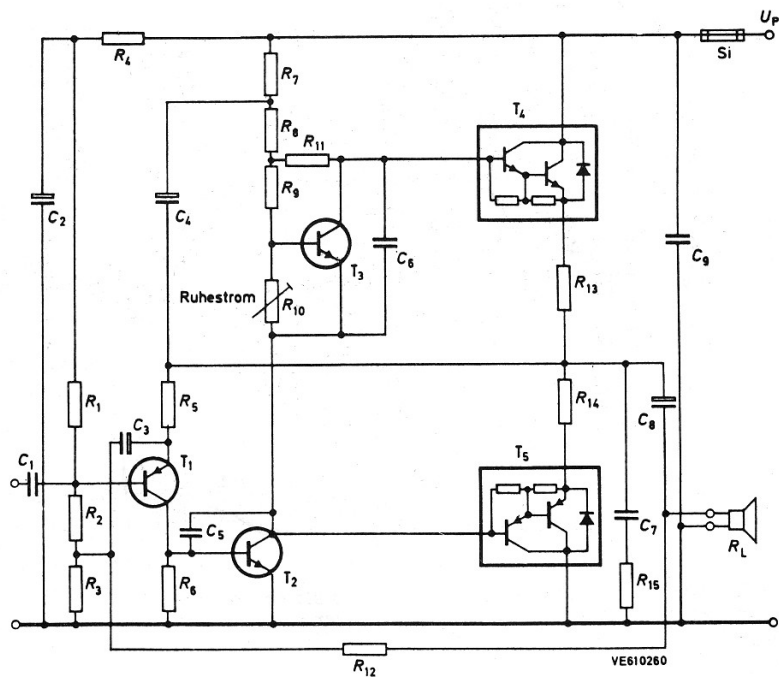 U_P
R_4
Si
R_7
T_4
R_8
R_11
C_2
C_4
R_9
C_6
C_9
T_3
Ruhestrom
R_10
R_13
R_1
R_5
R_14
C_3
C_8
C_1
T_1
T_5
R_2
C_5
C_7
R_L
R_3
R_6
T_2
R_15
R_12
VE610260